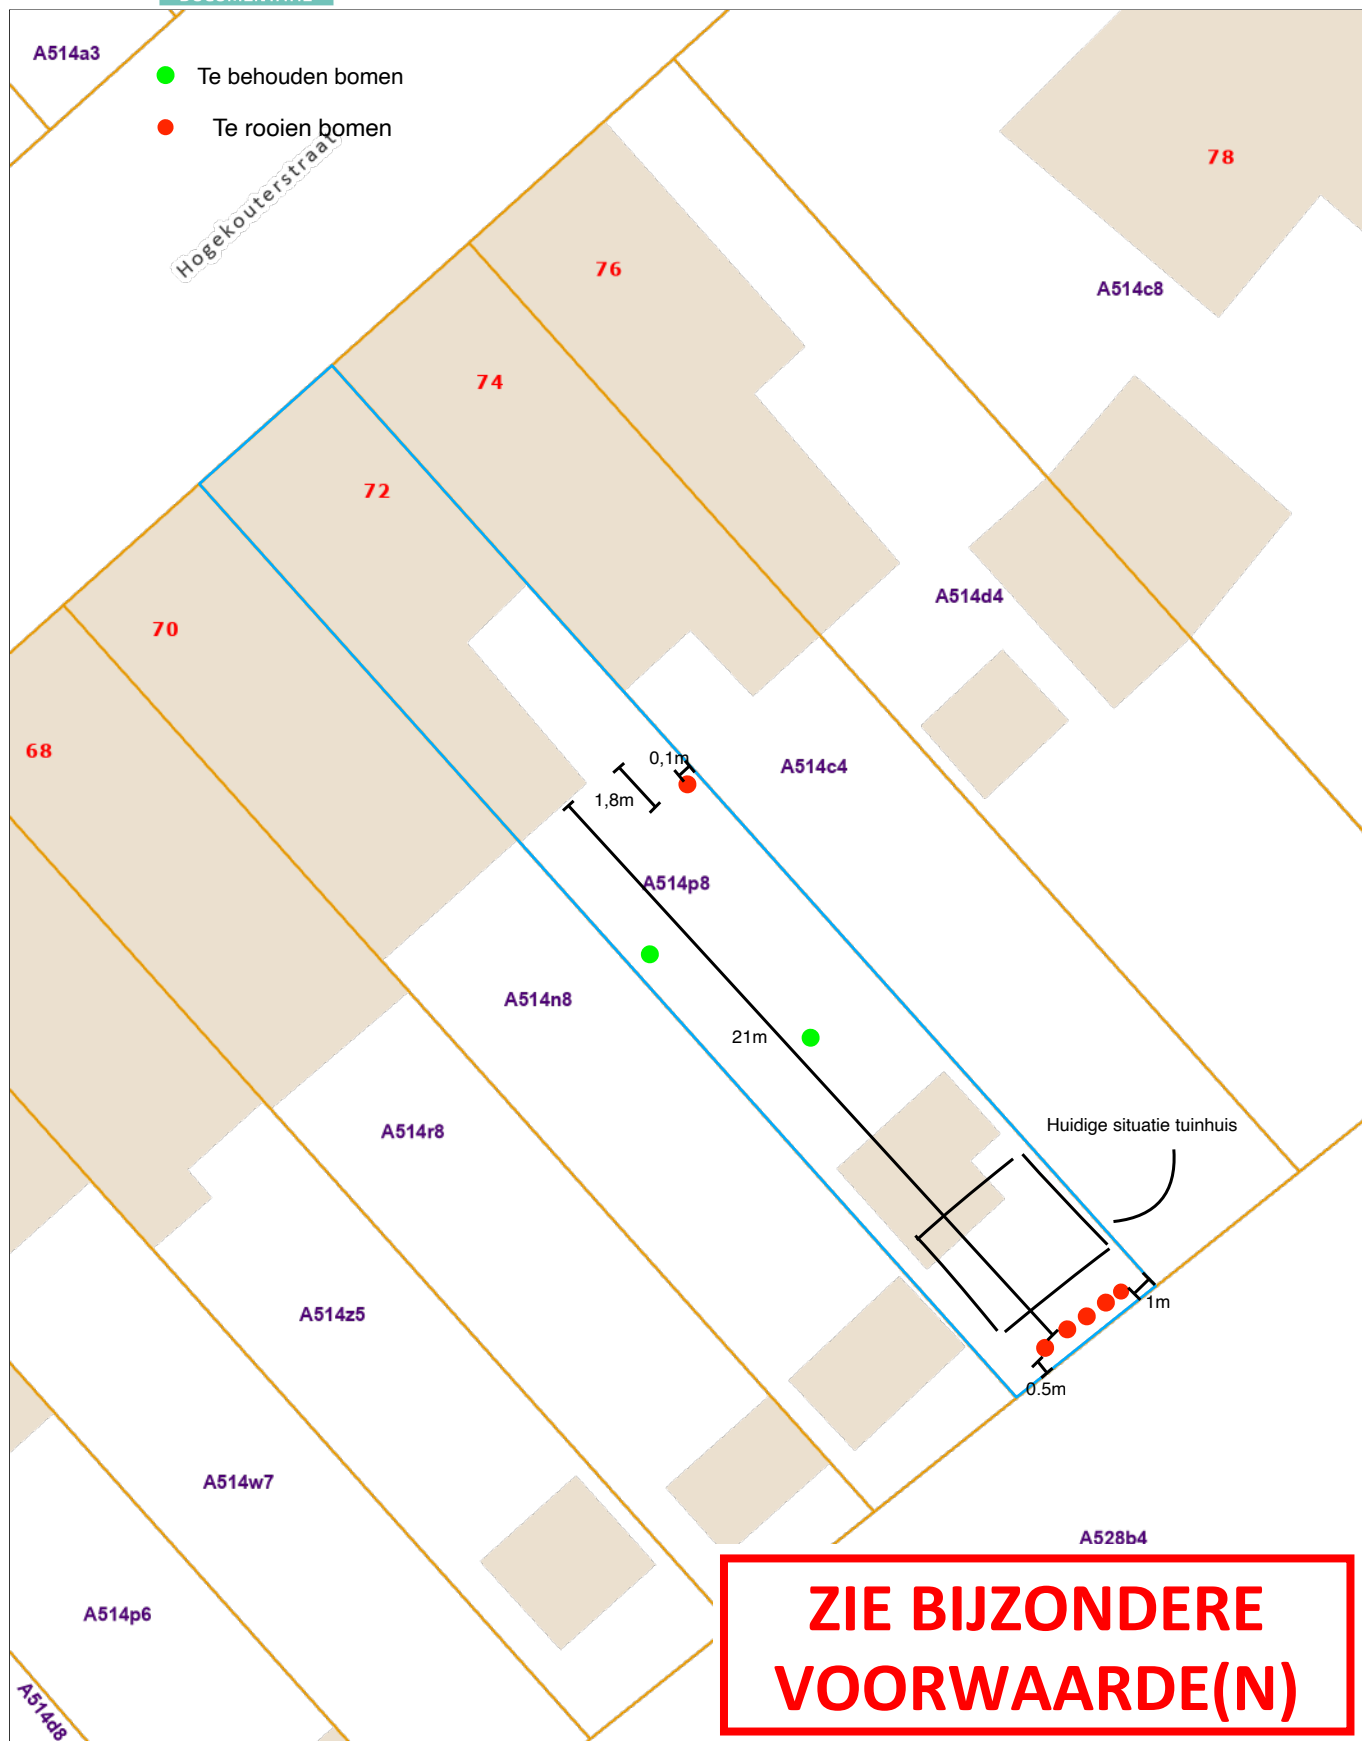 A514a3
Te behouden bomen
Te rooien bomen
Hogekouterstraat
78
A514c8
76
74
72
70
68
A514d4
A514c4
0,1m
1,8m
A514p8
A514n8
21m
A514r8
Huidige situatie tuinhuis
1m
0.5m
A514z5
A514w7
A528b4
A514p6
A514d8
ZIE BIJZONDERE
VOORWAARDE(N)